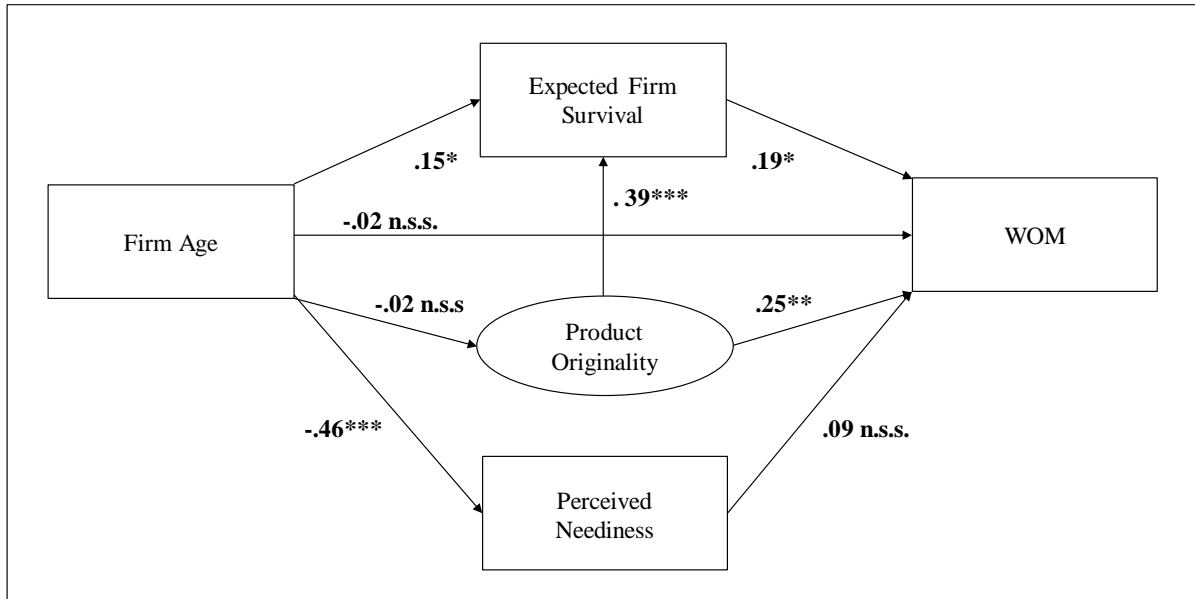 Expected Firm
Survival
.15*
.19*
. 39***
-.02 n.s.s.
Firm Age
WOM
-.02 n.s.s
.25**
Product
Originality
-.46***
.09 n.s.s.
Perceived
Neediness